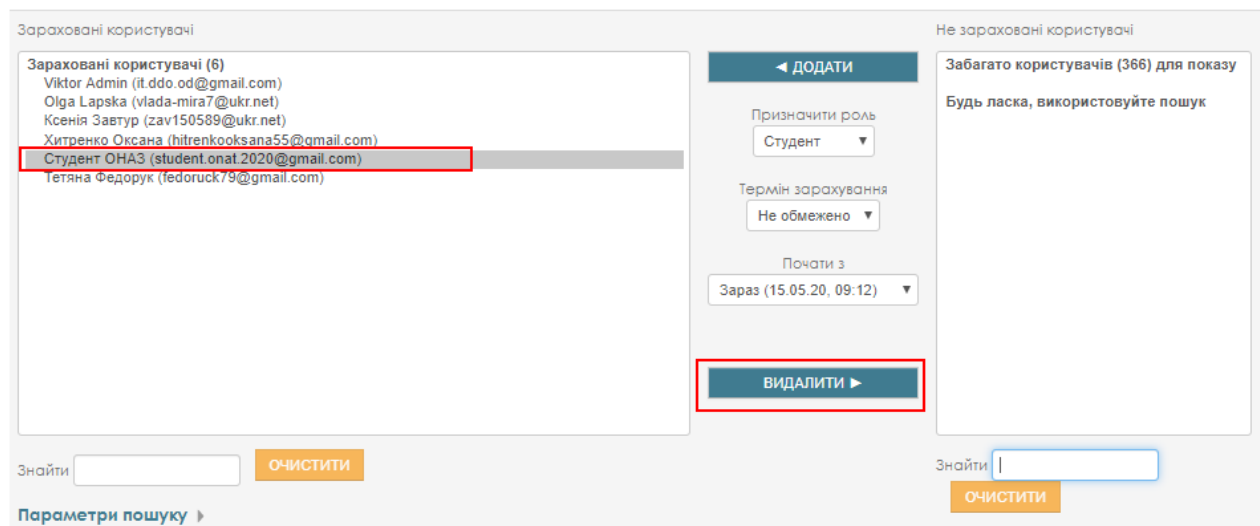 Зараховані користувачі
Зараховані користувачі (6)
Viktor Admin (it.ddo.od@gmail.com)
Olga Lapska (vlada-mira7@ukr.net)
Ксенія Завтур (zav150589@ukr.net)
Хитренко Оксана (hitrenkooksana55@gmail.com)
Студент ОНАЗ (student.onat.2020@gmail.com)
Тетяна Федорук (fedoruck79@gmail.com)
Знайти
ОЧИСТИТИ
Параметри пошуку
◄ ДОДАТИ
Призначити роль
Студент ▼
Термін зарахування
Не обмежено ▼
Почати з
Зараз (15.05.20, 09:12) ▼
ВИДАЛИТИ ►
Не зараховані користувачі
Забагато користувачів (366) для показу
Будь ласка, використовуйте пошук
Знайти
ОЧИСТИТИ